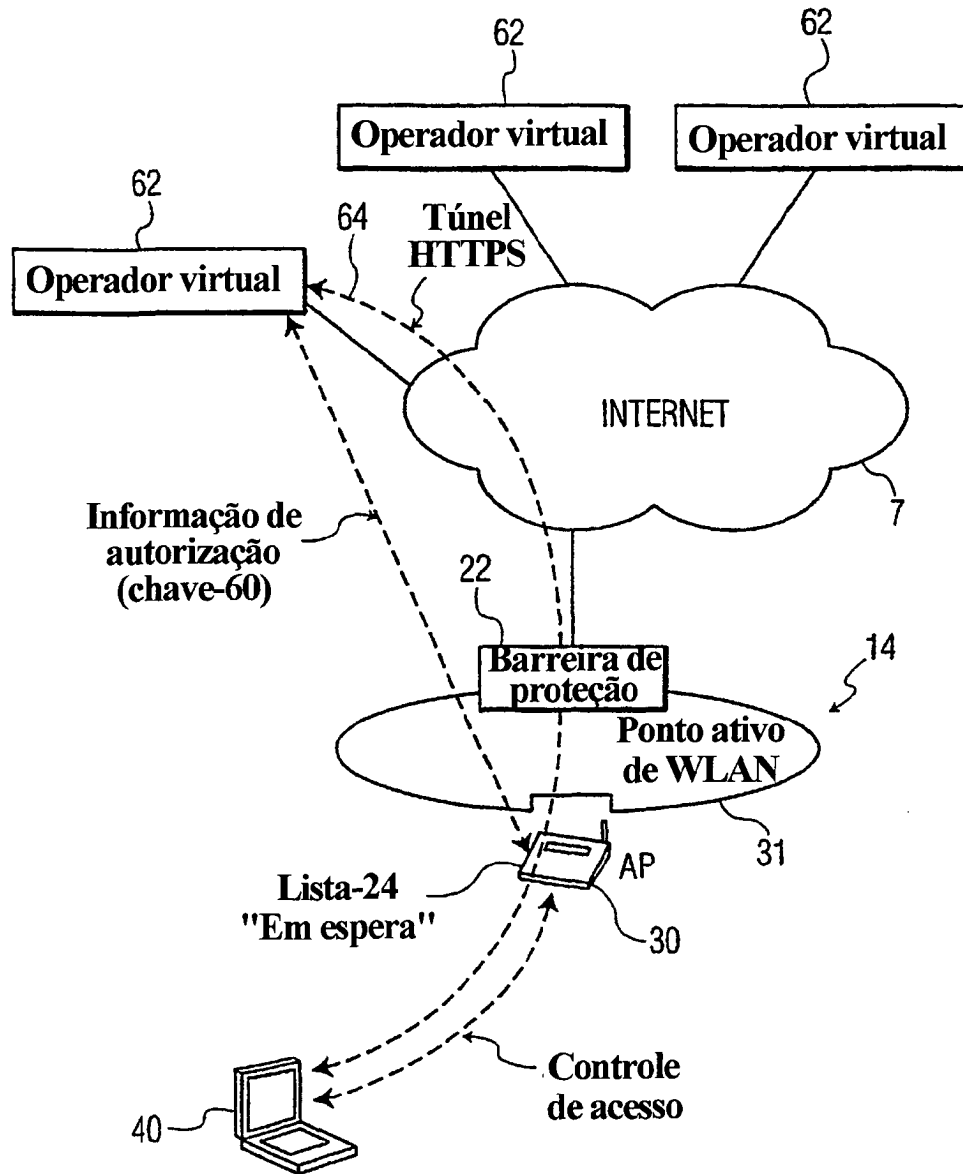 62
62
Operador virtual
Operador virtual
62
64
Túnel
HTTPS
Operador virtual
INTERNET
7
Informação de
autorização
(chave-60)
22
Barreira de
proteção
14
Ponto ativo
de WLAN
31
AP
Lista-24
"Em espera"
30
Controle
de acesso
40